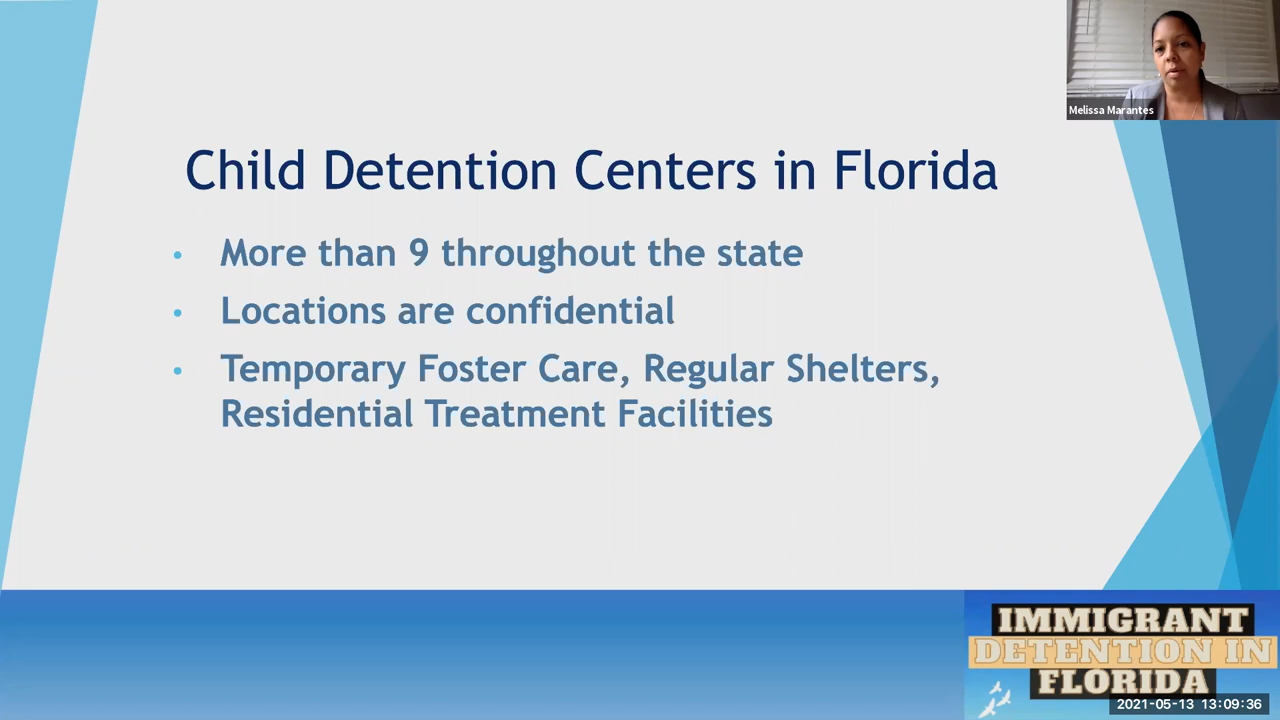 Melissa Marantes
Child Detention Centers in Florida
• More than 9 throughout the state
• Locations are confidential
• Temporary Foster Care, Regular Shelters,
Residential Treatment Facilities
IMMIGRANT
DETENTION IN
FLORIDA
2021-05-13 13:09:36